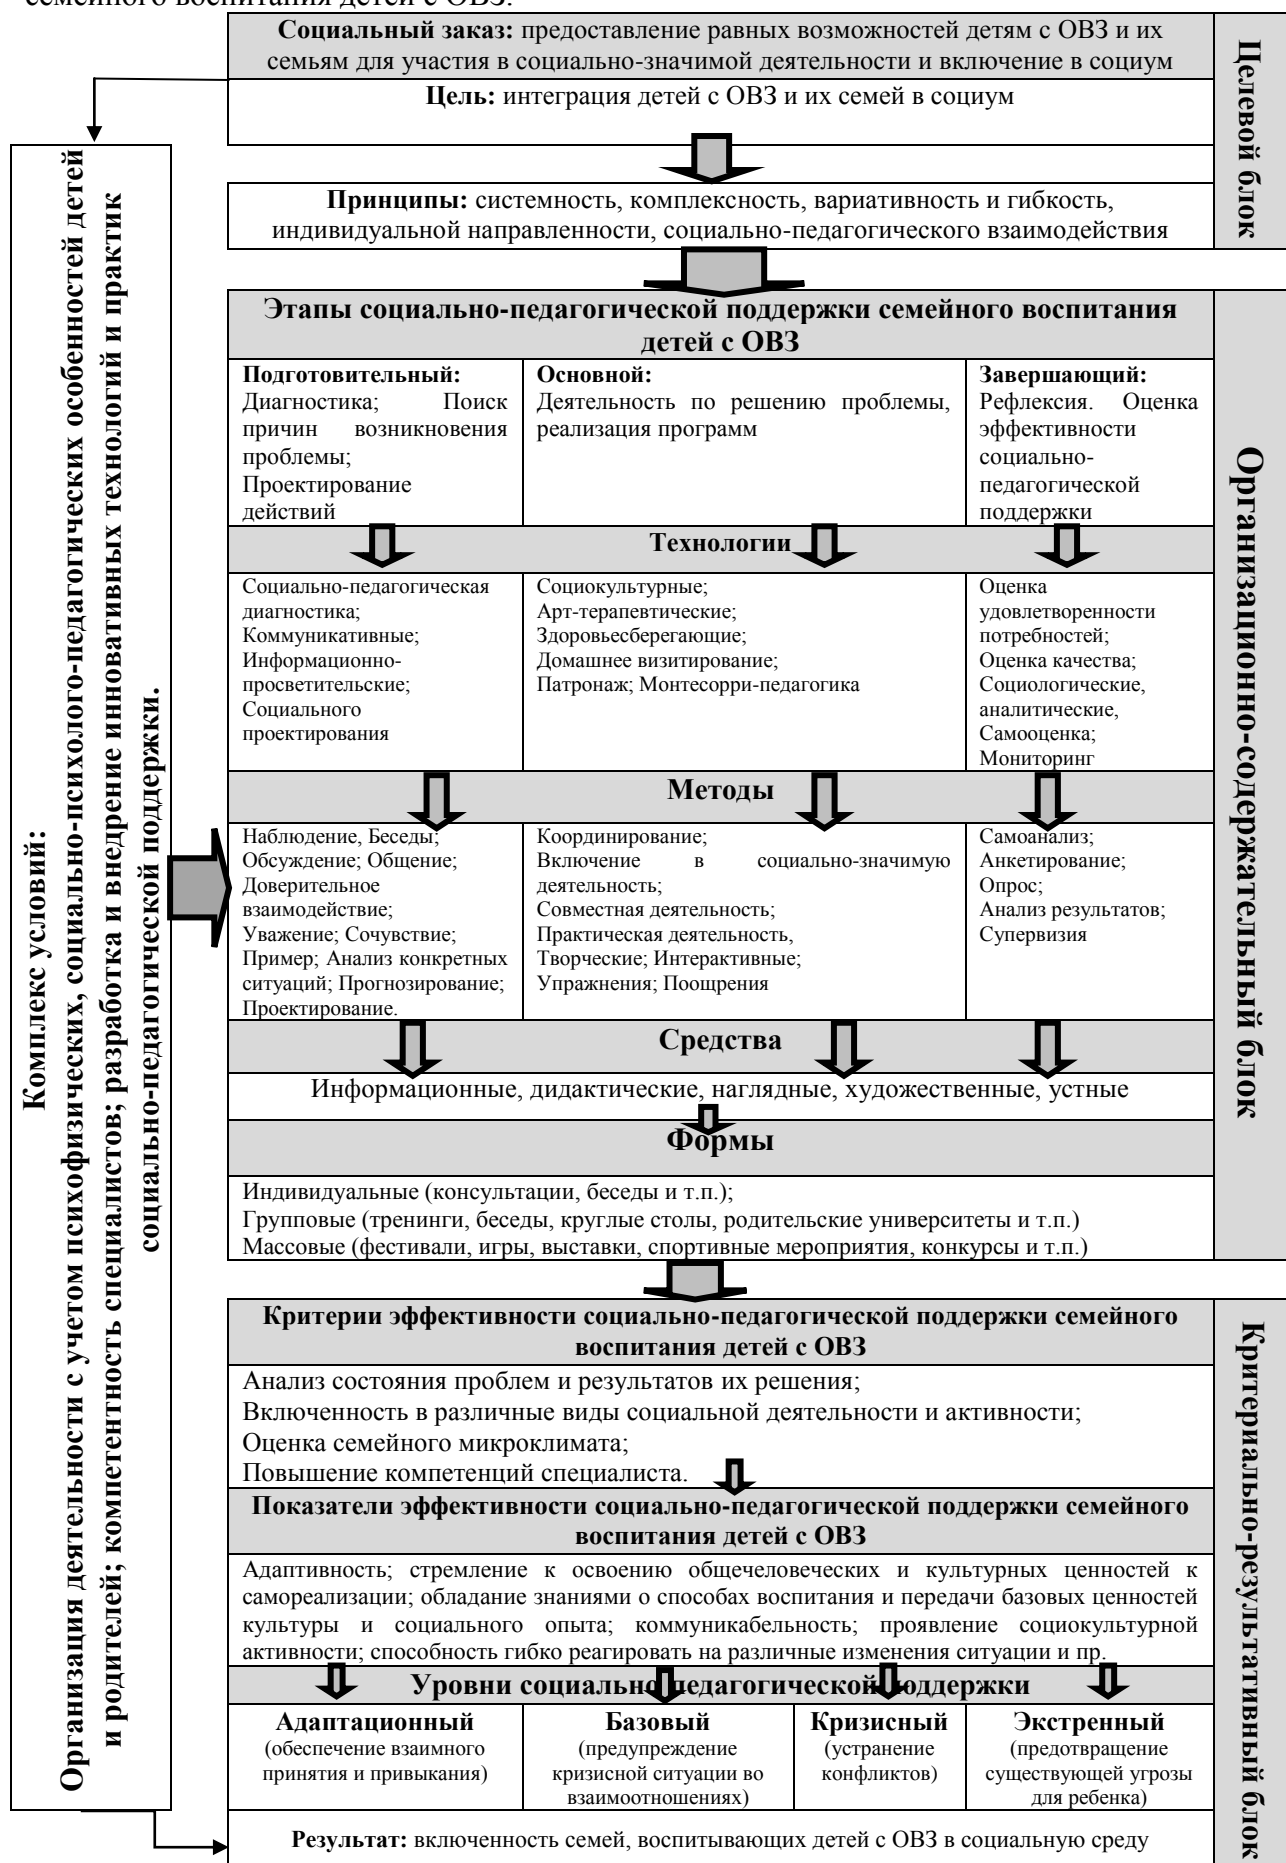 семейного воспитания детей с ОВЗ.
Социальный заказ: предоставление равных возможностей детям с ОВЗ и их
семьям для участия в социально-значимой деятельности и включение в социум
Цель: интеграция детей с ОВЗ и их семей в социум
Принципы: системность, комплексность, вариативность и гибкость,
индивидуальной направленности, социально-педагогического взаимодействия
Целевой блок
Комплекс условий:
Организация деятельности с учетом психофизических, социально-психолого-педагогических особенностей детей
и родителей; компетентность специалистов; разработка и внедрение инновативных технологий и практик
социально-педагогической поддержки.
Этапы социально-педагогической поддержки семейного воспитания
детей с ОВЗ
Подготовительный:
Диагностика; Поиск
причин возникновения
проблемы;
Проектирование
действий
Основной:
Деятельность по решению проблемы,
реализация программ
Завершающий:
Рефлексия. Оценка
эффективности
социально-
педагогической
поддержки
Технологии
Социально-педагогическая
диагностика;
Коммуникативные;
Информационно-
просветительские;
Социального
проектирования
Социокультурные;
Арт-терапевтические;
Здоровьесберегающие;
Домашнее визитирование;
Патронаж; Монтесорри-педагогика
Оценка
удовлетворенности
потребностей;
Оценка качества;
Социологические,
аналитические,
Самооценка;
Мониторинг
Методы
Наблюдение, Беседы;
Обсуждение; Общение;
Доверительное
взаимодействие;
Уважение; Сочувствие;
Пример; Анализ конкретных
ситуаций; Прогнозирование;
Проектирование.
Координирование;
Включение в социально-значимую
деятельность;
Совместная деятельность;
Практическая деятельность,
Творческие; Интерактивные;
Упражнения; Поощрения
Самоанализ;
Анкетирование;
Опрос;
Анализ результатов;
Супервизия
Средства
Информационные, дидактические, наглядные, художественные, устные
Формы
Индивидуальные (консультации, беседы и т.п.);
Групповые (тренинги, беседы, круглые столы, родительские университеты и т.п.)
Массовые (фестивали, игры, выставки, спортивные мероприятия, конкурсы и т.п.)
Организационно-содержательный блок
Критерии эффективности социально-педагогической поддержки семейного
воспитания детей с ОВЗ
Анализ состояния проблем и результатов их решения;
Включенность в различные виды социальной деятельности и активности;
Оценка семейного микроклимата;
Повышение компетенций специалиста.
Показатели эффективности социально-педагогической поддержки семейного
воспитания детей с ОВЗ
Адаптивность; стремление к освоению общечеловеческих и культурных ценностей к
самореализации; обладание знаниями о способах воспитания и передачи базовых ценностей
культуры и социального опыта; коммуникабельность; проявление социокультурной
активности; способность гибко реагировать на различные изменения ситуации и пр.
Уровни социально-педагогической поддержки
Адаптационный
(обеспечение взаимного
принятия и привыкания)
Базовый
(предупреждение
кризисной ситуации во
взаимоотношениях)
Кризисный
(устранение
конфликтов)
Экстренный
(предотвращение
существующей угрозы
для ребенка)
Результат: включенность семей, воспитывающих детей с ОВЗ в социальную среду
Критериально-результативный блок